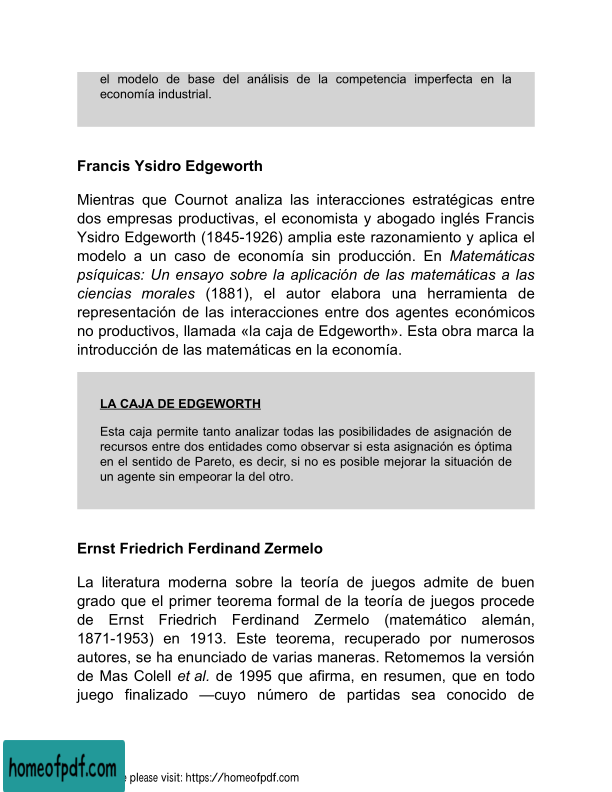 el modelo de base del análisis de la competencia imperfecta en la
economía industrial.
Francis Ysidro Edgeworth
Mientras que Cournot analiza las interacciones estratégicas entre
dos empresas productivas, el economista y abogado inglés Francis
Ysidro Edgeworth (1845-1926) amplia este razonamiento y aplica el
modelo a un caso de economía sin producción. En Matemáticas
psíquicas: Un ensayo sobre la aplicación de las matemáticas a las
ciencias morales (1881), el autor elabora una herramienta de
representación de las interacciones entre dos agentes económicos
no productivos, llamada «la caja de Edgeworth». Esta obra marca la
introducción de las matemáticas en la economía.
LA CAJA DE EDGEWORTH
Esta caja permite tanto analizar todas las posibilidades de asignación de
recursos entre dos entidades como observar si esta asignación es óptima
en el sentido de Pareto, es decir, si no es posible mejorar la situación de
un agente sin empeorar la del otro.
Ernst Friedrich Ferdinand Zermelo
La literatura moderna sobre la teoría de juegos admite de buen
grado que el primer teorema formal de la teoría de juegos procede
de Ernst Friedrich Ferdinand Zermelo (matemático alemán,
1871-1953) en 1913. Este teorema, recuperado por numerosos
autores, se ha enunciado de varias maneras. Retomemos la versión
de Mas Colell et al. de 1995 que afirma, en resumen, que en todo
juego finalizado —cuyo número de partidas sea conocido de
homeofpdf.com
please visit: https://homeofpdf.com